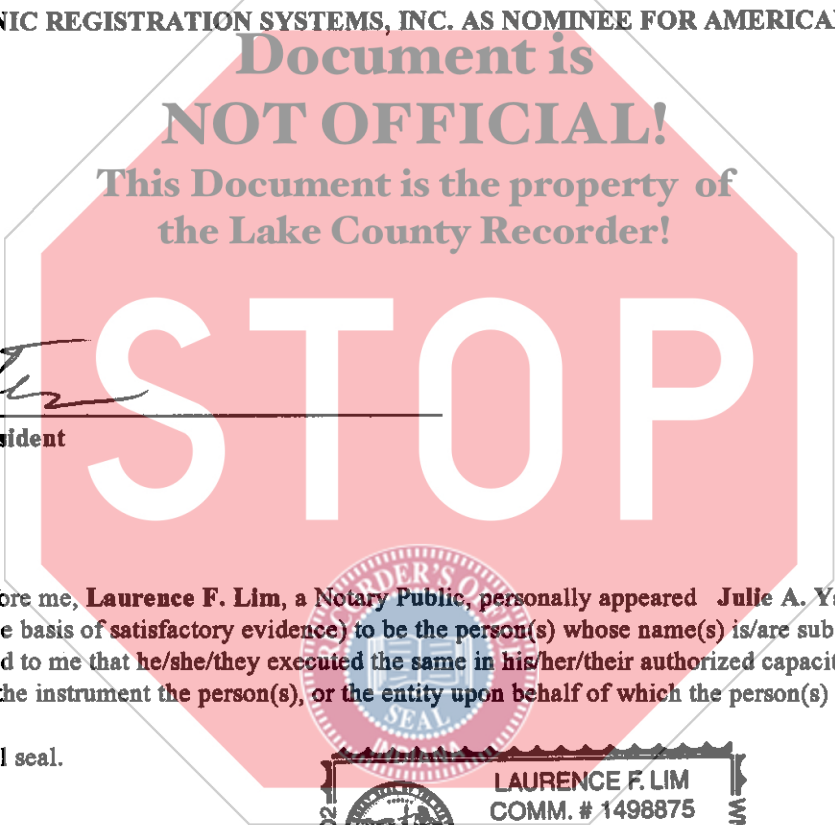 NIC REGISTRATION SYSTEMS, INC. AS NOMINEE FOR AMERICA
Document is
NOT OFFICIAL!
This Document is the property of
the Lake County Recorder!
STOP
sident
ore me, Laurence F. Lim, a Notary Public, personally appeared Julie A. Y
e basis of satisfactory evidence) to be the person(s) whose name(s) is/are sub
d to me that he/she/they executed the same in his/her/their authorized capacit
the instrument the person(s), or the entity upon behalf of which the person(s)
SEAL
INDIANA
l seal.
LAURENCE F. LIM
COMM. # 1498875